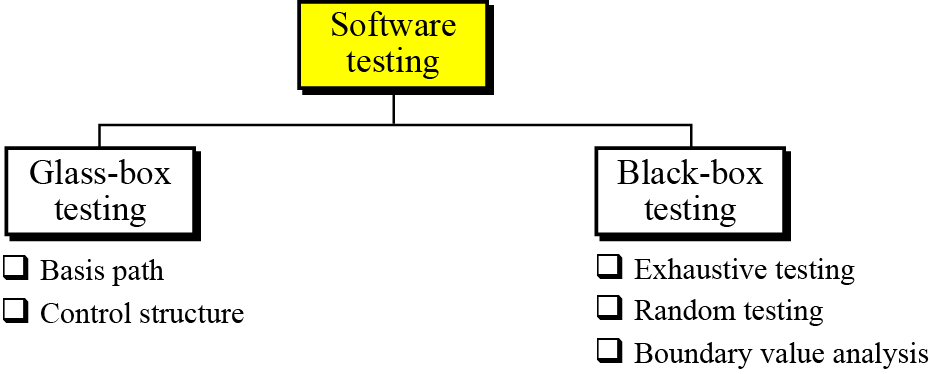 Software
testing
Glass-box
testing
Basis path
Control structure
Black-box
testing
Exhaustive testing
Random testing
Boundary value analysis